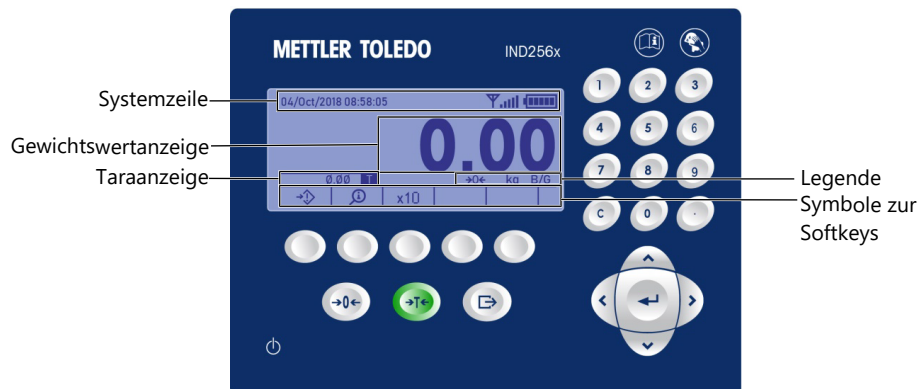 METTLER TOLEDO
IND256x
Systemzeile
04/Oct/2018 08:58:05
Gewichtswertanzeige
0.00
Taraanzeige
0.00 T
→0← kg B/G
x10
Legende
Symbole zur
Softkeys
1 2 3
4 5 6
7 8 9
C 0 .
→0← →T←